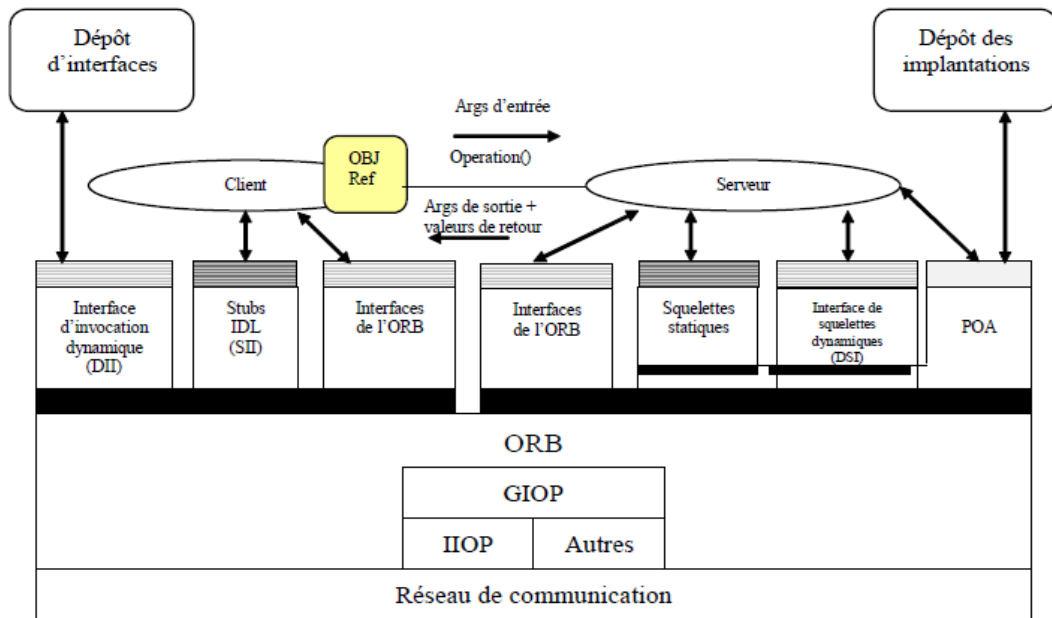 Dépôt
d'interfaces
Dépôt des
implantations
Args d'entrée
Operation()
OBJ
Ref
Client
Serveur
Args de sortie +
valeurs de retour
Interface
d'invocation
dynamique
(DII)
Stubs
IDL
(SII)
Interfaces
de l'ORB
Interfaces
de l'ORB
Squelettes
statiques
Interface de
squelettes
dynamiques
(DSI)
POA
ORB
GIOP
IIOP
Autres
Réseau de communication